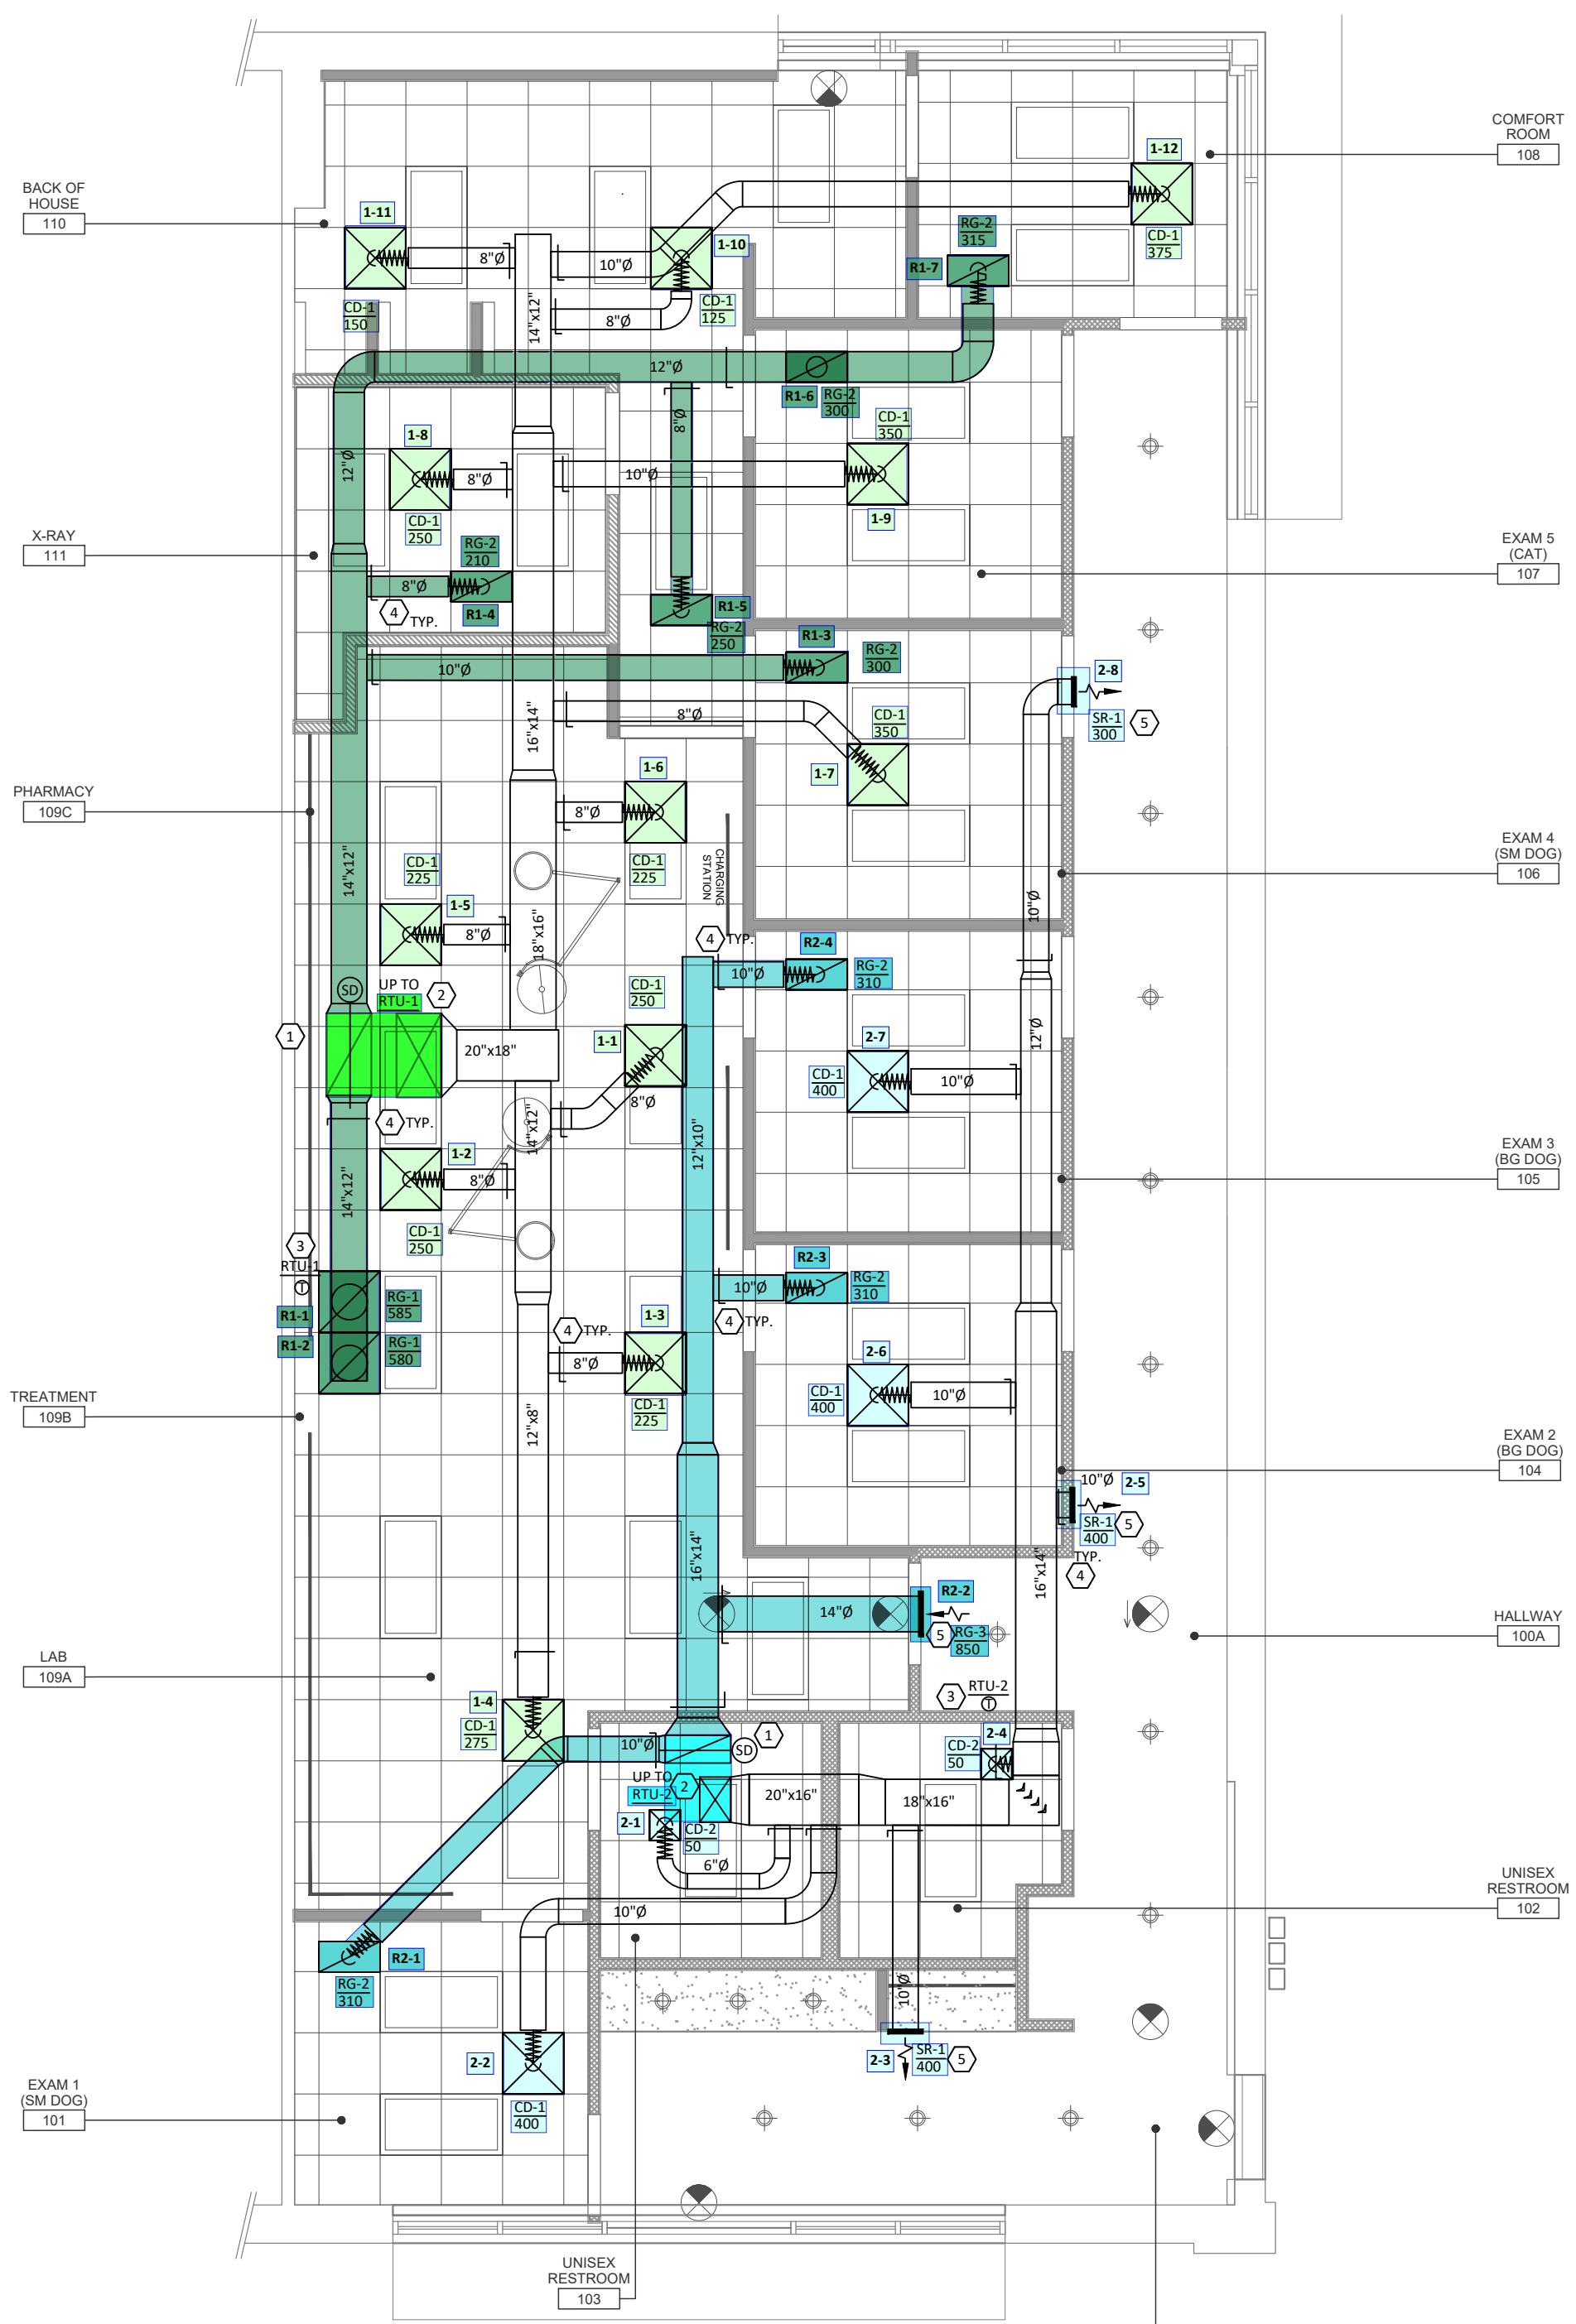 COMFORT
ROOM
108
1-12
CD-1
375
BACK OF
HOUSE
110
1-11
8"Ø
CD-1
150
10"Ø
1-10
CD-1
125
8"Ø
14"x12"
RG-2
315
R1-7
12"Ø
R1-6
RG-2
300
8"Ø
CD-1
350
1-9
1-8
8"Ø
10"Ø
12"Ø
CD-1
250
X-RAY
111
RG-2
210
8"Ø
R1-4
4
TYP.
R1-5
RG-2
250
EXAM 5
(CAT)
107
R1-3
RG-2
300
10"Ø
2-8
SR-1
300
5
8"Ø
16"x14"
CD-1
350
1-7
1-6
8"Ø
PHARMACY
109C
CD-1
225
CD-1
225
CHARGING
STATION
14"x12"
EXAM 4
(SM DOG)
106
1-5
8"Ø
18"x16"
10"Ø
4
TYP.
R2-4
10"Ø
RG-2
310
SD
UP TO
RTU-1
2
CD-1
250
1
20"x18"
1-1
8"Ø
12"Ø
2-7
CD-1
400
10"Ø
4
TYP.
14"x12"
12"x10"
1-2
8"Ø
14"x12"
EXAM 3
(BG DOG)
105
CD-1
250
3
RTU-1
T
R1-1
RG-1
585
R1-2
RG-1
580
R2-3
10"Ø
RG-2
310
1-3
4
TYP.
4
TYP.
8"Ø
2-6
CD-1
400
10"Ø
TREATMENT
109B
CD-1
225
12"x8"
EXAM 2
(BG DOG)
104
10"Ø
2-5
SR-1
400
5
TYP.
4
16"x14"
16"x14"
R2-2
14"Ø
5
RG-3
850
HALLWAY
100A
LAB
109A
3
RTU-2
T
1-4
CD-1
275
10"Ø
SD
1
2-4
CD-2
50
UP TO
RTU-2
2
20"x16"
18"x16"
2-1
CD-2
50
6"Ø
10"Ø
UNISEX
RESTROOM
102
R2-1
RG-2
310
10"Ø
2-2
2-3
SR-1
400
5
EXAM 1
(SM DOG)
101
CD-1
400
UNISEX
RESTROOM
103